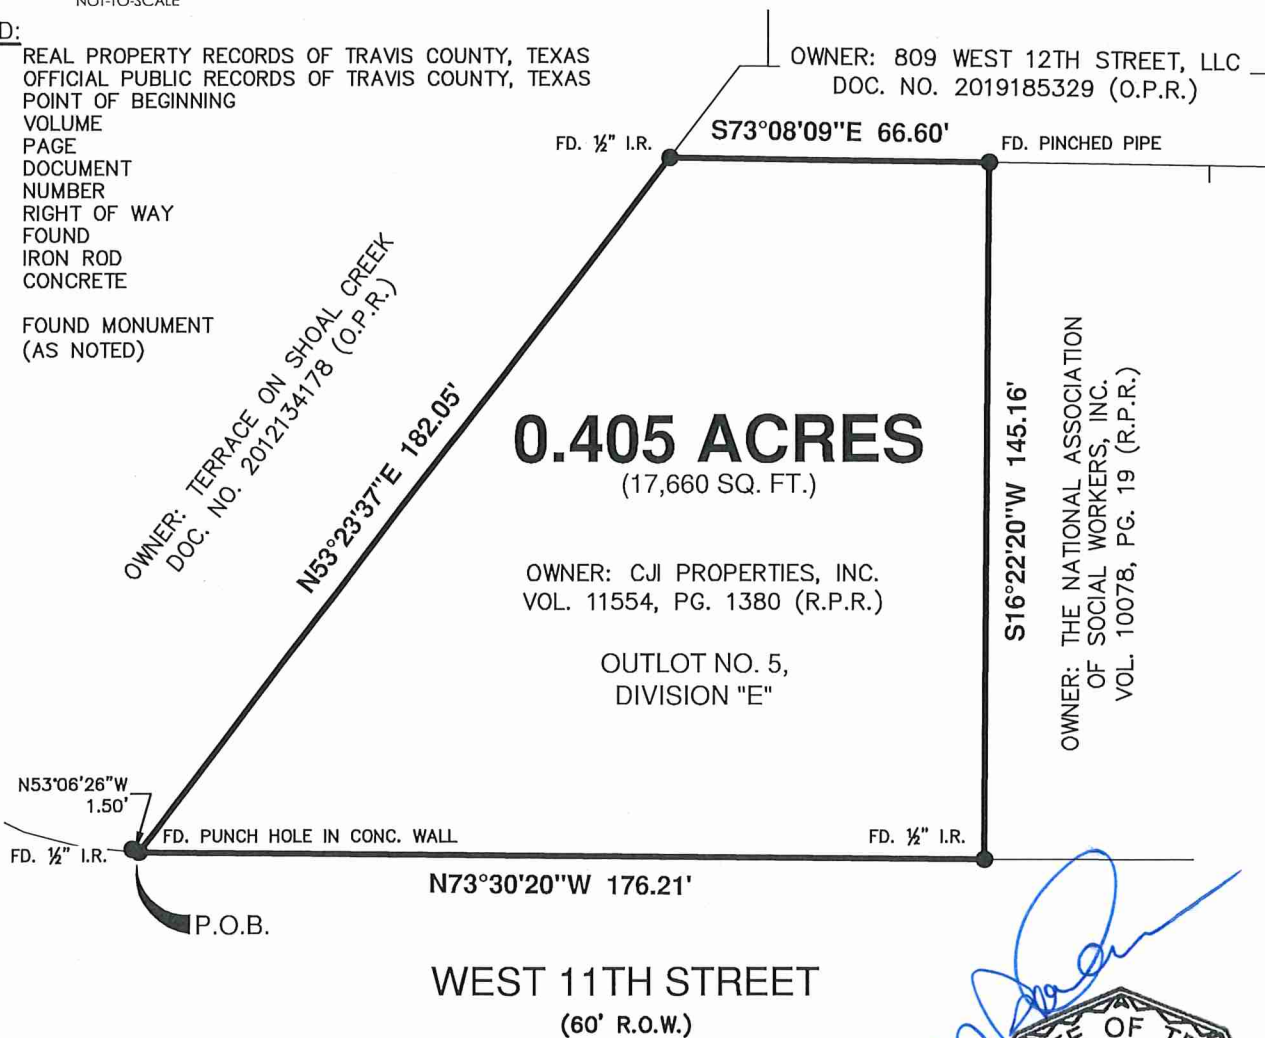 NOT-TO-SCALE
D:
REAL PROPERTY RECORDS OF TRAVIS COUNTY, TEXAS
OFFICIAL PUBLIC RECORDS OF TRAVIS COUNTY, TEXAS
POINT OF BEGINNING
VOLUME
PAGE
DOCUMENT
NUMBER
RIGHT OF WAY
FOUND
IRON ROD
CONCRETE
FOUND MONUMENT
(AS NOTED)
OWNER: 809 WEST 12TH STREET, LLC
DOC. NO. 2019185329 (O.P.R.)
FD. ½" I.R.
S73°08'09"E 66.60'
FD. PINCHED PIPE
OWNER: TERRACE ON SHOAL CREEK
DOC. NO. 2012134178 (O.P.R.)
N53°23'37"E 182.05'
0.405 ACRES
(17,660 SQ. FT.)
OWNER: CJI PROPERTIES, INC.
VOL. 11554, PG. 1380 (R.P.R.)
OUTLOT NO. 5,
DIVISION "E"
S16°22'20"W 145.16'
OWNER: THE NATIONAL ASSOCIATION
OF SOCIAL WORKERS, INC.
VOL. 10078, PG. 19 (R.P.R.)
N53°06'26"W
1.50'
FD. PUNCH HOLE IN CONC. WALL
FD. ½" I.R.
FD. ½" I.R.
N73°30'20"W 176.21'
P.O.B.
WEST 11TH STREET
(60' R.O.W.)
OF